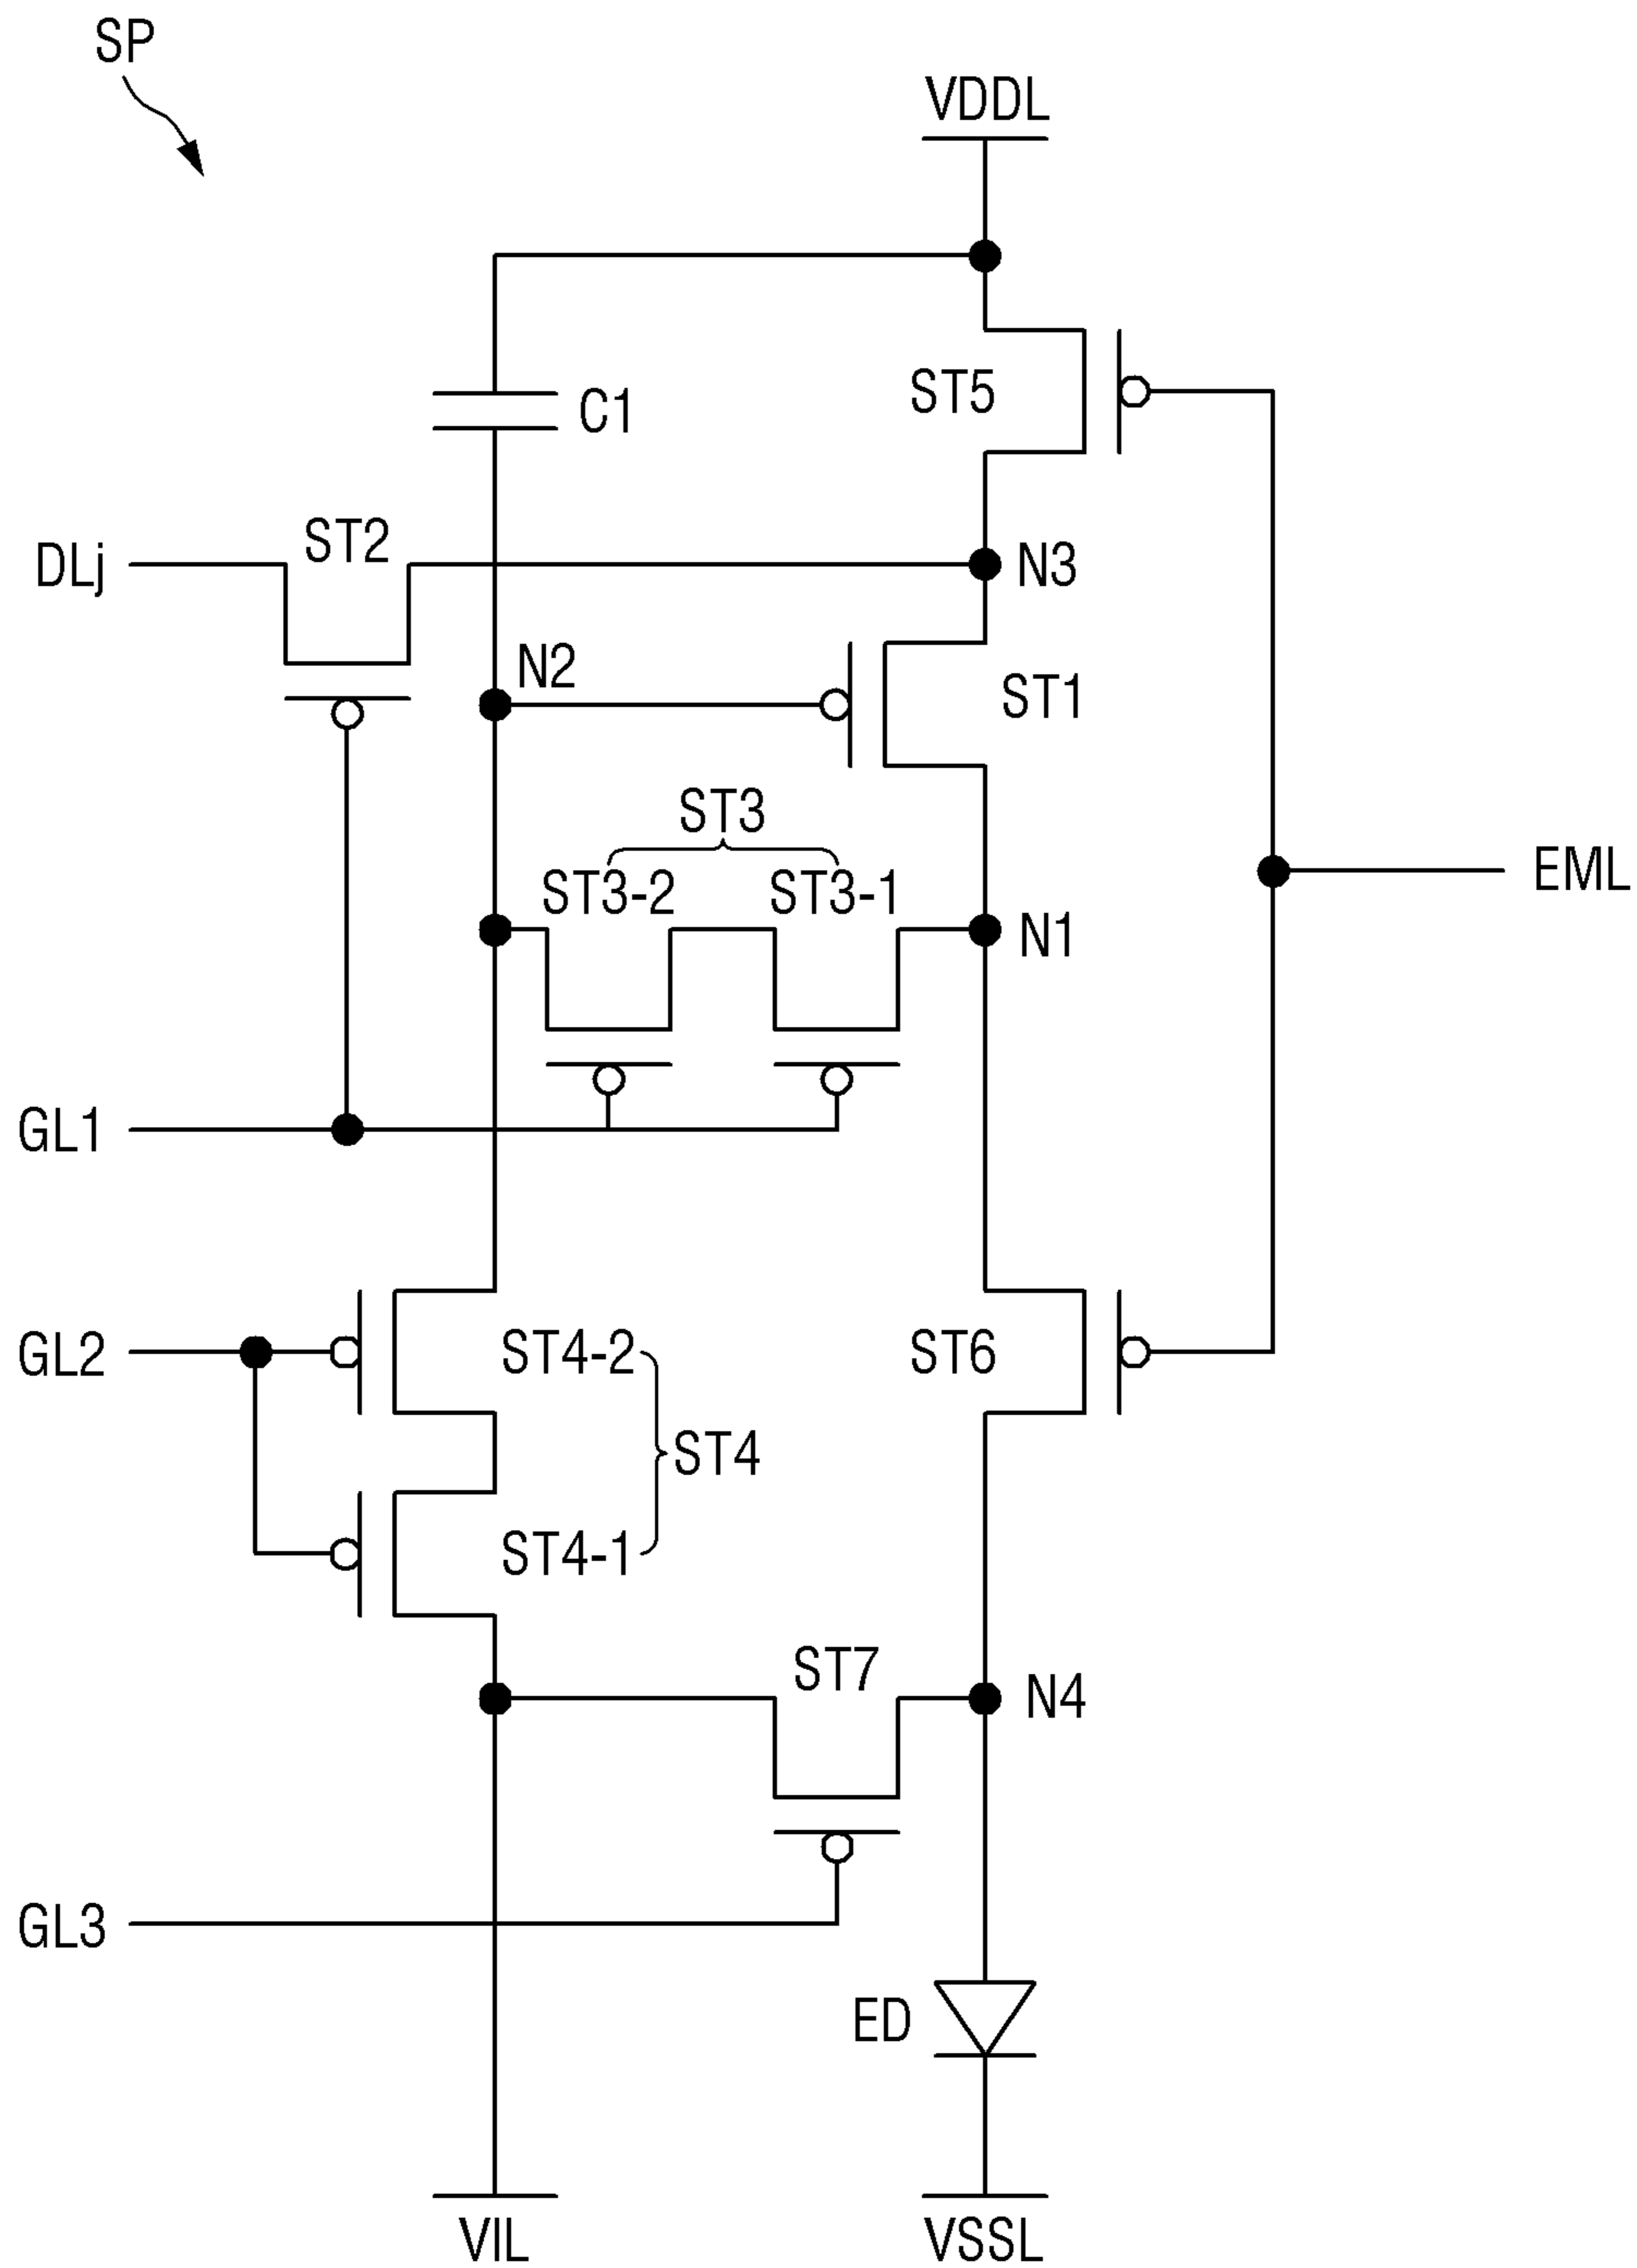 SP
VDDL
C1
ST5
DLj
ST2
N3
N2
ST1
ST3
ST3-2
ST3-1
EML
N1
GL1
GL2
ST4-2
ST6
ST4
ST4-1
ST7
N4
GL3
ED
VIL
VSSL